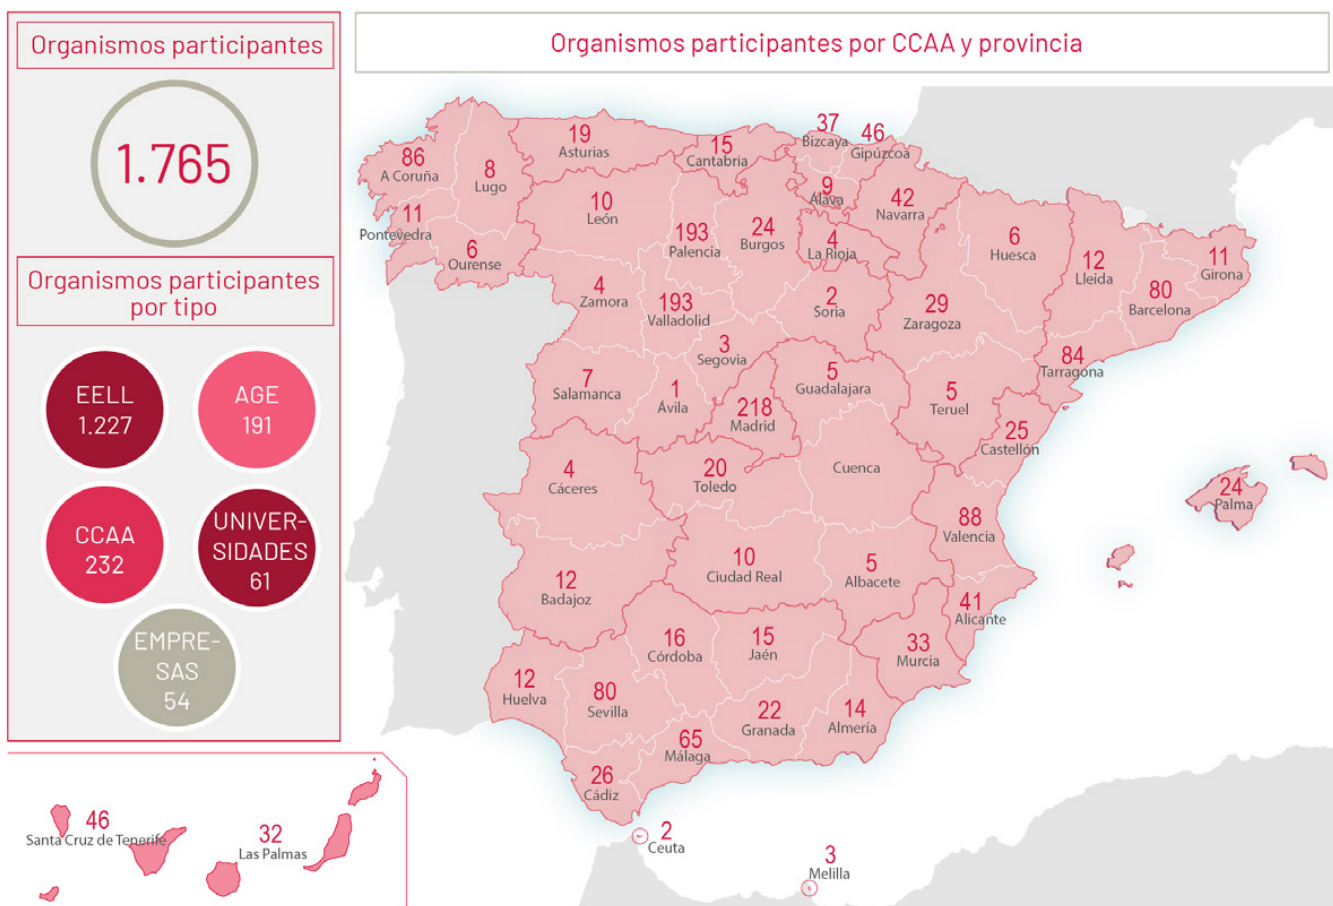 Organismos participantes
1.765
Organismos participantes
por tipo
EELL
1.227
AGE
191
CCAA
232
UNIVER-
SIDADES
61
EMPRE-
SAS
54
Organismos participantes por CCAA y provincia
86
A Coruña
8
Lugo
11
Pontevedra
6
Ourense
19
Asturias
15
Cantabria
37
Bizcaya
46
Gipúzcoa
9
Álava
42
Navarra
10
León
193
Palencia
24
Burgos
4
La Rioja
6
Huesca
12
Lleida
11
Girona
80
Barcelona
4
Zamora
193
Valladolid
2
Soria
29
Zaragoza
84
Tarragona
3
Segovia
7
Salamanca
1
Ávila
218
Madrid
5
Guadalajara
5
Teruel
25
Castellón
4
Cáceres
20
Toledo
Cuenca
88
Valencia
24
Palma
12
Badajoz
10
Ciudad Real
5
Albacete
41
Alicante
16
Córdoba
15
Jaén
33
Murcia
12
Huelva
80
Sevilla
22
Granada
14
Almería
65
Málaga
26
Cádiz
2
Ceuta
3
Melilla
46
Santa Cruz de Tenerife
32
Las Palmas